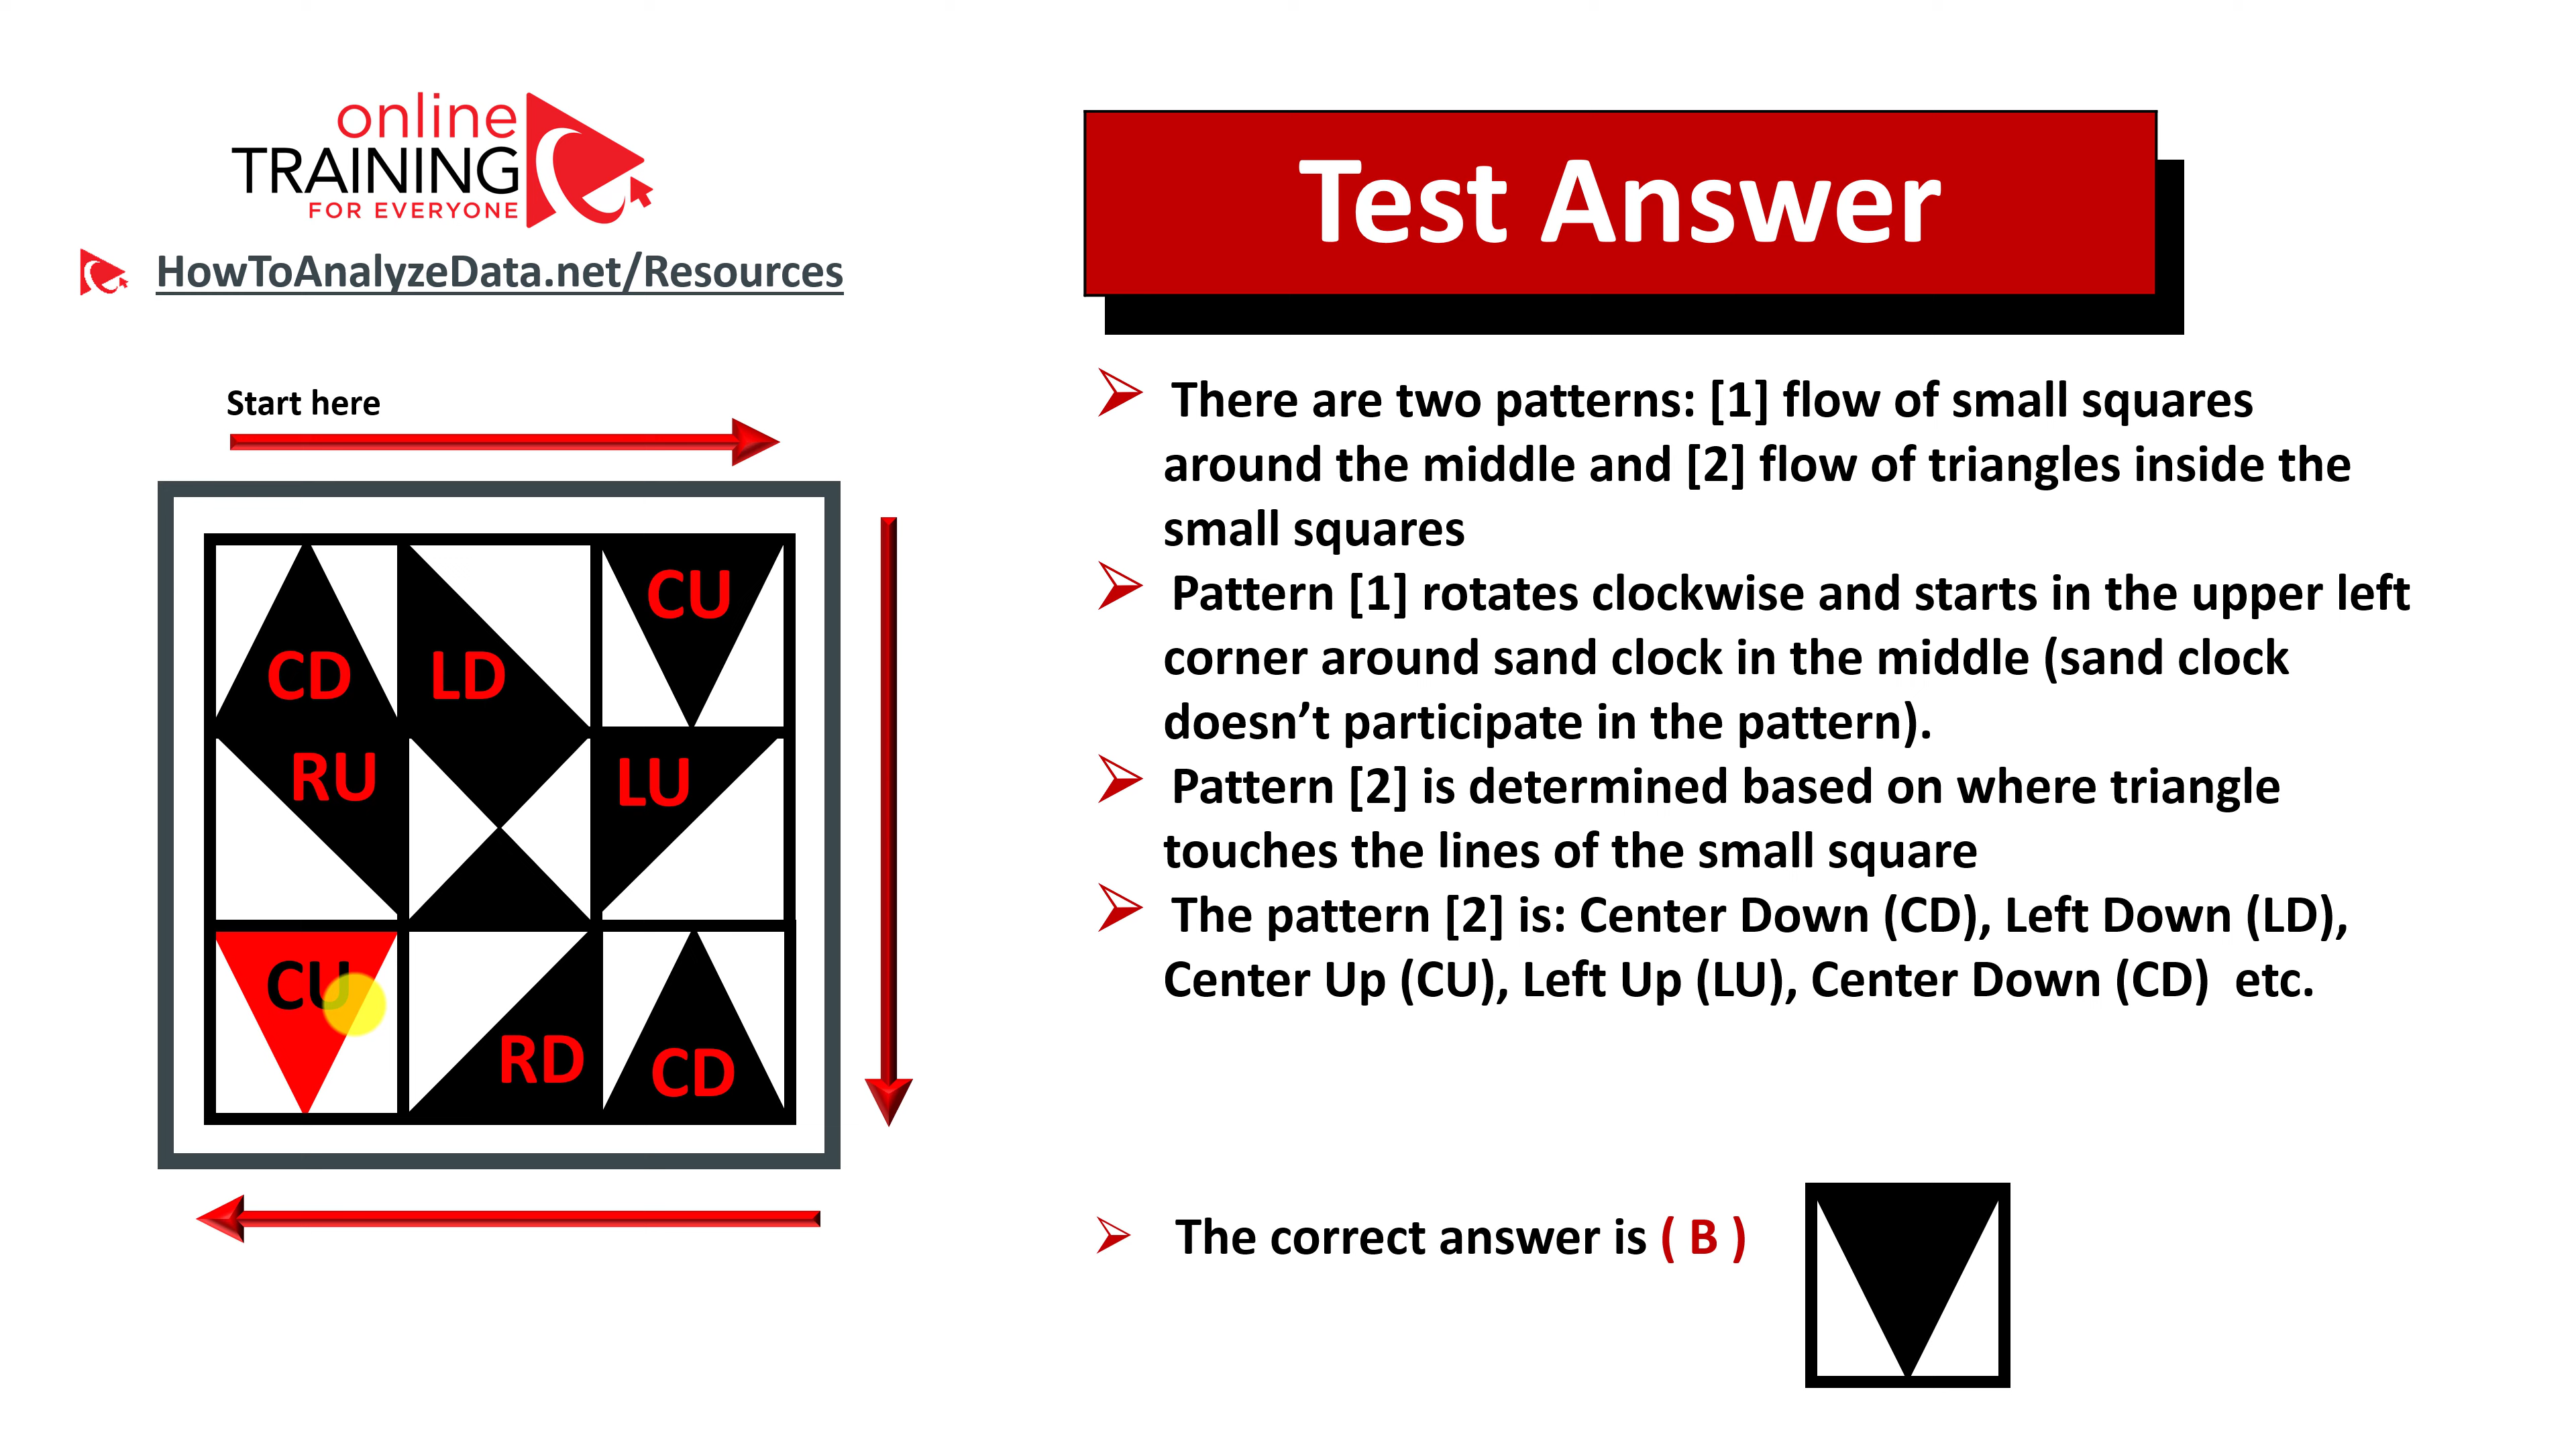 online
TRAINING
FOR EVERYONE
HowToAnalyzeData.net/Resources
Start here
CD LD CU
RU LU
CU RD CD
Test Answer
There are two patterns: [1] flow of small squares
around the middle and [2] flow of triangles inside the
small squares
Pattern [1] rotates clockwise and starts in the upper left
corner around sand clock in the middle (sand clock
doesn’t participate in the pattern).
Pattern [2] is determined based on where triangle
touches the lines of the small square
The pattern [2] is: Center Down (CD), Left Down (LD),
Center Up (CU), Left Up (LU), Center Down (CD) etc.
The correct answer is ( B )